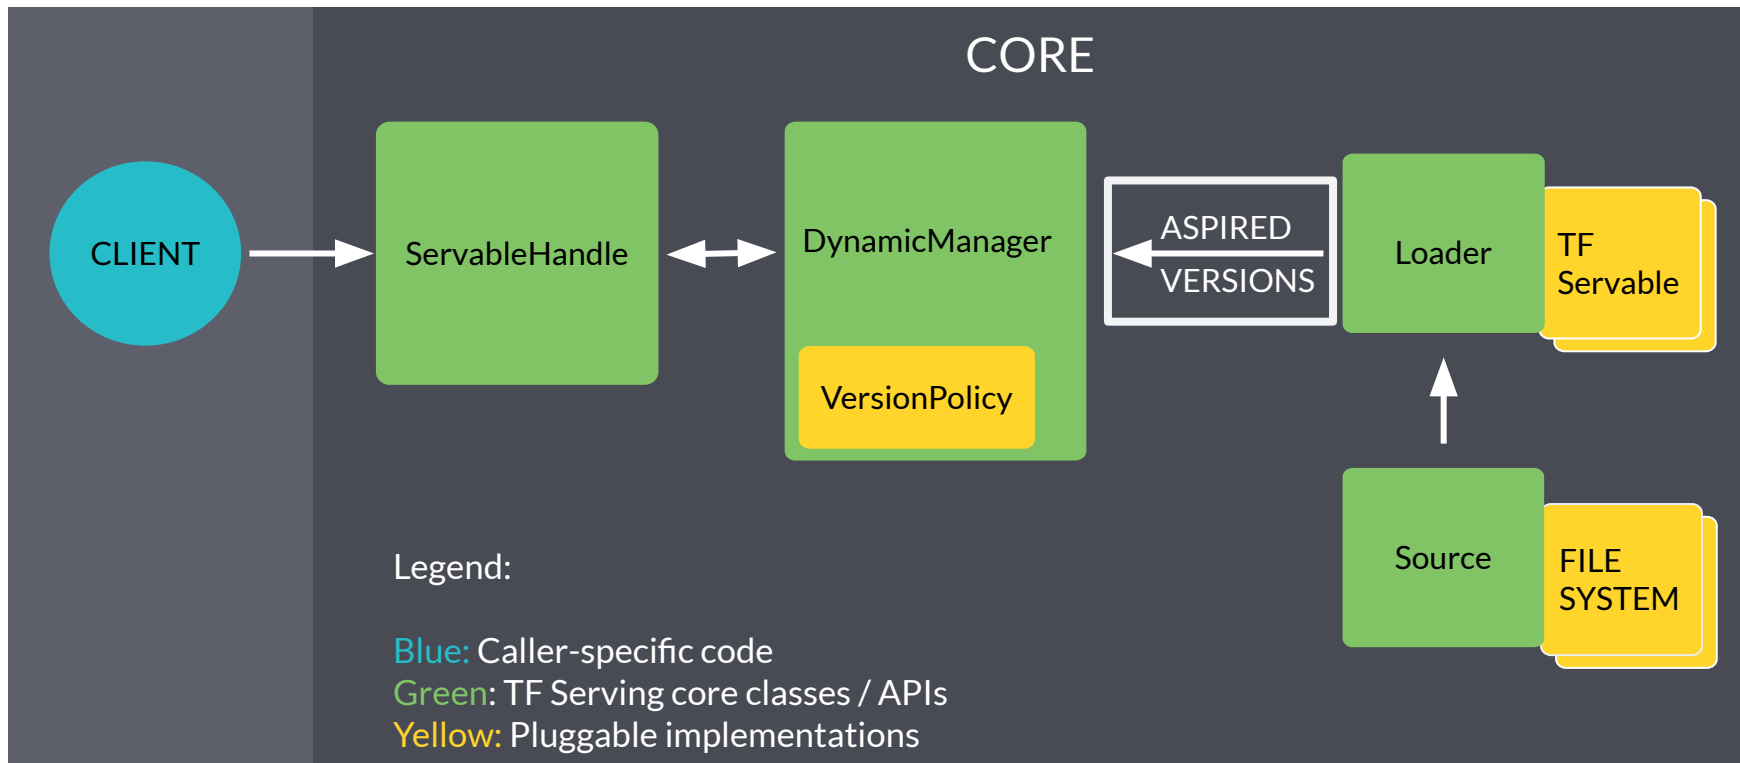 CORE
CLIENT
ServableHandle
DynamicManager
VersionPolicy
ASPIRED
VERSIONS
Loader
TF
Servable
Source
FILE
SYSTEM
Legend:
Blue: Caller-specific code
Green: TF Serving core classes / APIs
Yellow: Pluggable implementations